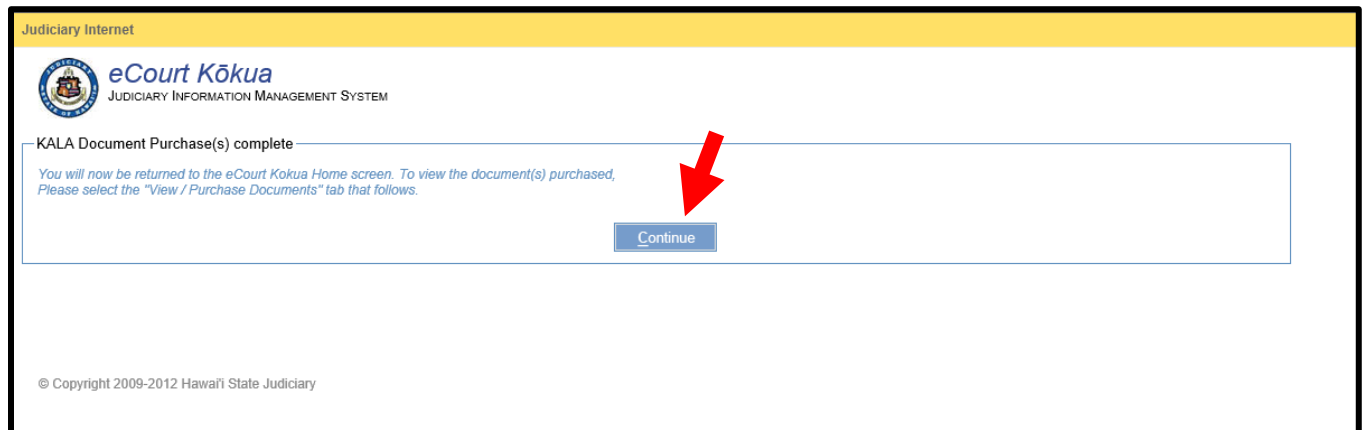 Judiciary Internet
eCourt Kōkua
JUDICIARY INFORMATION MANAGEMENT SYSTEM
KALA Document Purchase(s) complete
You will now be returned to the eCourt Kokua Home screen. To view the document(s) purchased,
Please select the "View / Purchase Documents" tab that follows.
Continue
© Copyright 2009-2012 Hawai'i State Judiciary